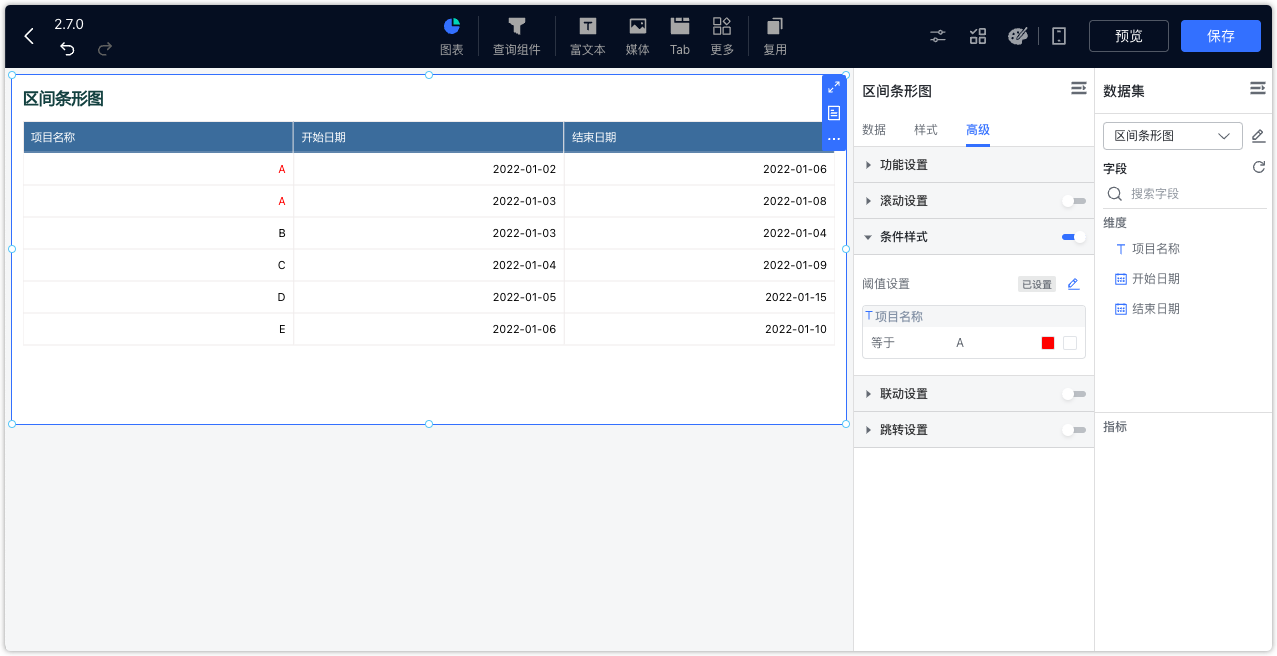 2.7.0
图表
查询组件
富文本
媒体
Tab
更多
复用
预览
保存
区间条形图
项目名称 开始日期 结束日期
A 2022-01-02 2022-01-06
A 2022-01-03 2022-01-08
B 2022-01-03 2022-01-04
C 2022-01-04 2022-01-09
D 2022-01-05 2022-01-15
E 2022-01-06 2022-01-10
区间条形图
数据 样式 高级
功能设置
滚动设置
条件样式
阈值设置 已设置
T 项目名称
等于 A
联动设置
跳转设置
数据集
区间条形图
字段
搜索字段
维度
T 项目名称
开始日期
结束日期
指标